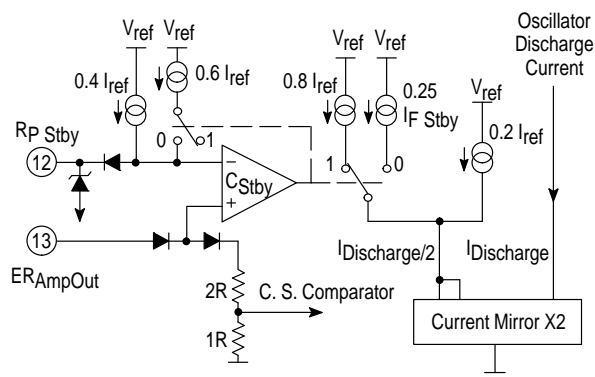 Vref
Vref
Vref
Vref
Oscillator
Discharge
Current
0.4 Iref
0.6 Iref
0.8 Iref
0.25
IF Stby
Vref
0.2 Iref
RP Stby
12
0
1
–
CStby
+
1
0
13
ERAmpOut
IDischarge/2
IDischarge
2R
C. S. Comparator
1R
Current Mirror X2